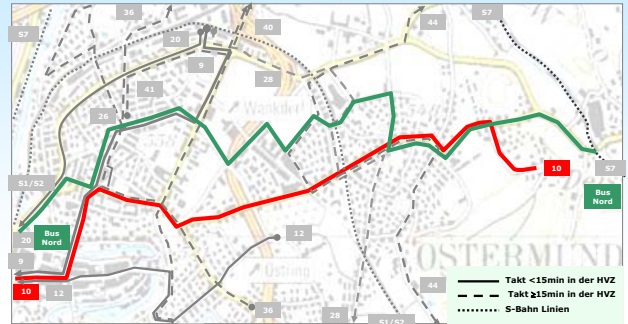 36
S7
20
40
44
S7
9
28
41
26
Wankdorf
S1/S2
10
S7
Bus
Nord
20
Bus
Nord
9
12
10
12
Üstring
OSTERMUND
44
36
28
S1/S2
Takt <15min in der HVZ
Takt ≥15min in der HVZ
S-Bahn Linien